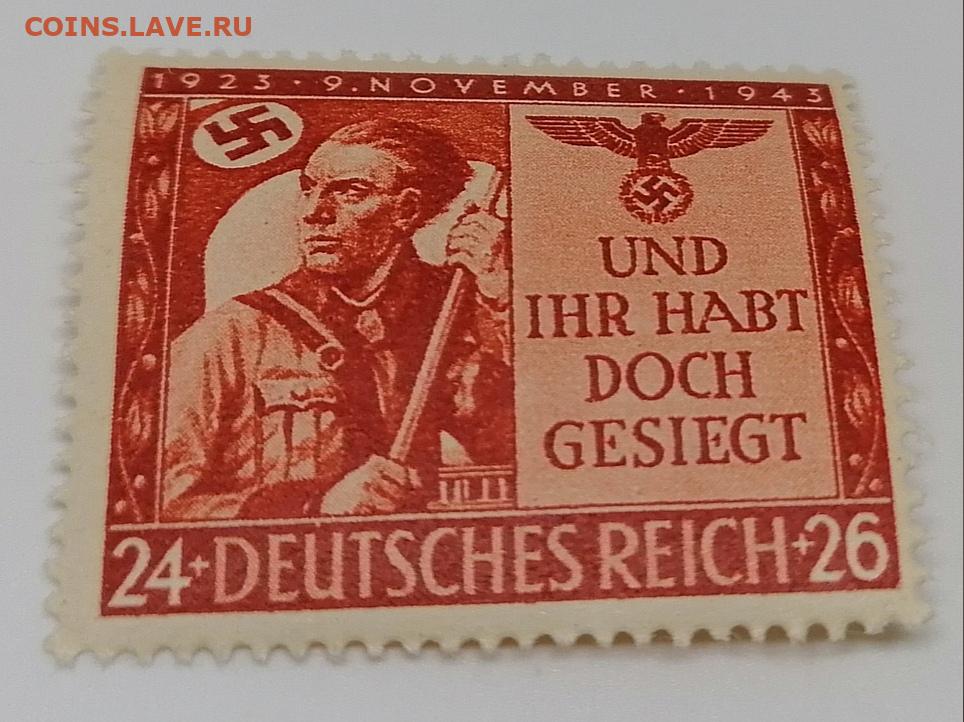 COINS.LAVE.RU
1923 · 9. NOVEMBER · 1943
UND
IHR HABT
DOCH
GESIEGT
24+DEUTSCHES REICH+26